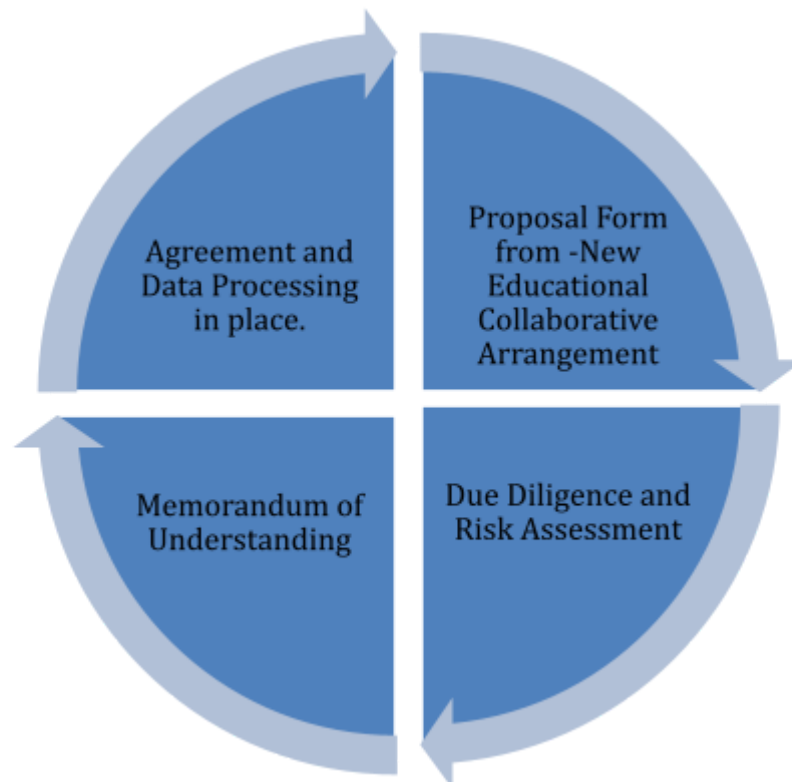 Agreement and
Data Processing
in place.
Proposal Form
from -New
Educational
Collaborative
Arrangement
Memorandum of
Understanding
Due Diligence and
Risk Assessment